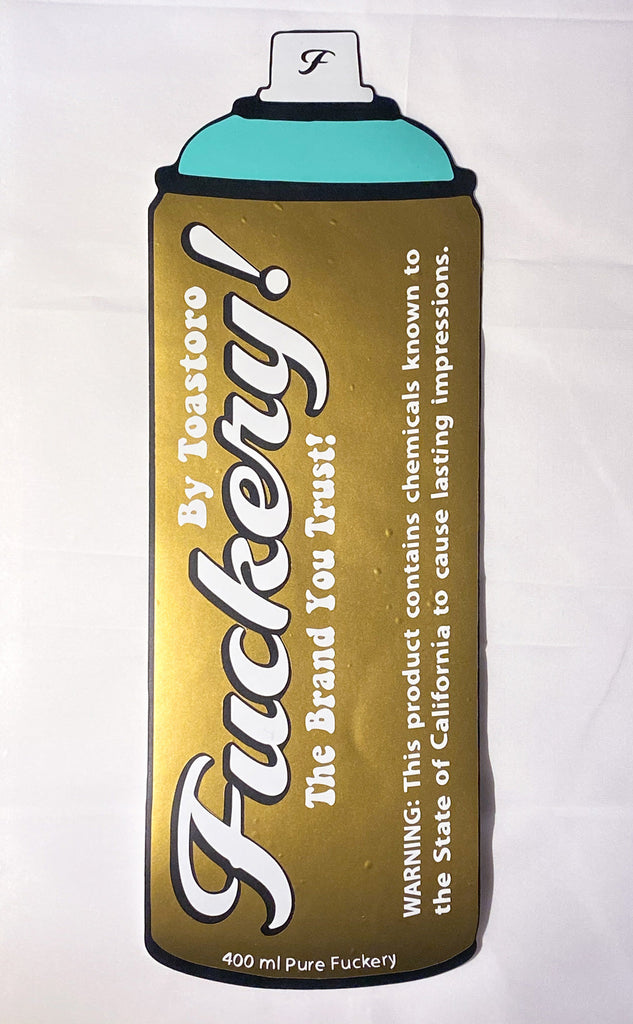 F
By Toastoro
Fuckery!
The Brand You Trust!
WARNING: This product contains chemicals known to
the State of California to cause lasting impressions.
400 ml Pure Fuckery